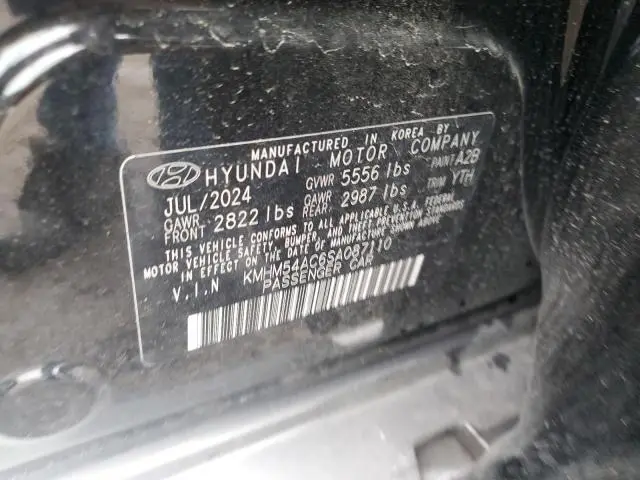 MANUFACTURED IN KOREA BY
HYUNDAI MOTOR COMPANY
JUL/2024 GVWR 5556 lbs PAINT A2B
GAWR FRONT 2822 lbs GAWR REAR 2987 lbs TRIM YTH
THIS VEHICLE CONFORMS TO ALL APPLICABLE U.S.A. FEDERAL
MOTOR VEHICLE SAFETY, BUMPER, AND THEFT PREVENTION STANDARDS
IN EFFECT ON THE DATE OF MANUFACTURE SHOWN ABOVE.
V.I.N KMHM54AC6SA087110
PASSENGER CAR